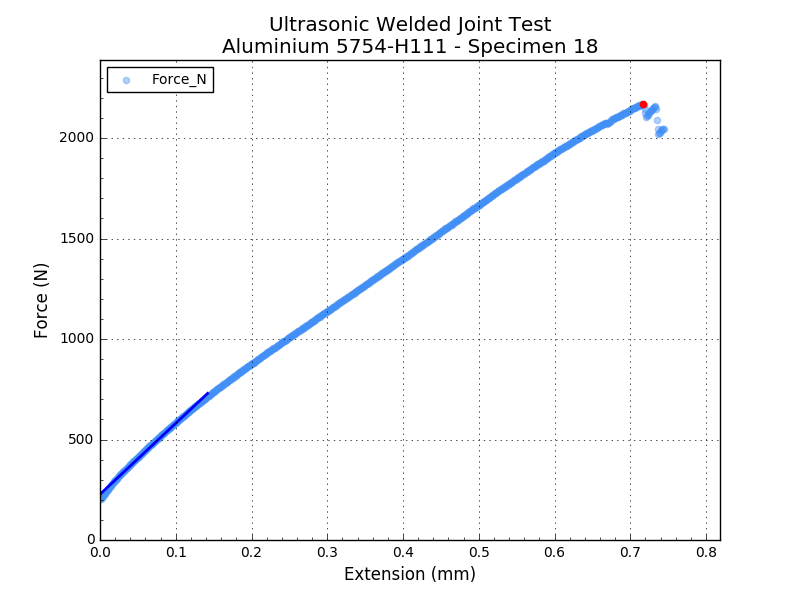 Ultrasonic Welded Joint Test
Aluminium 5754-H111 - Specimen 18
Force_N
2000
1500
1000
500
0
Force (N)
0.0 0.1 0.2 0.3 0.4 0.5 0.6 0.7 0.8
Extension (mm)